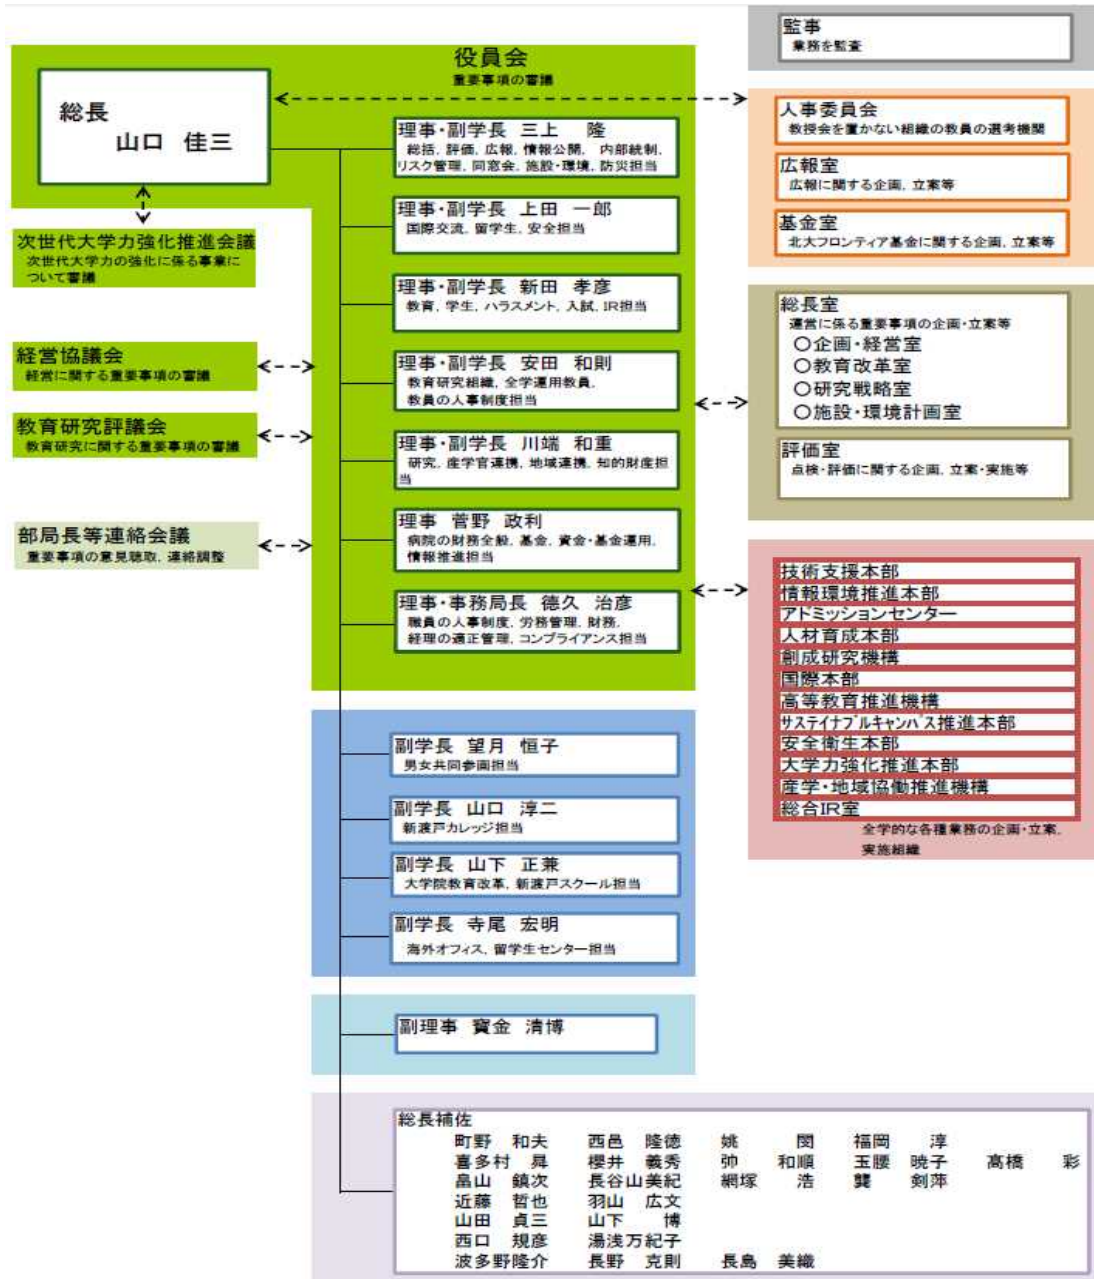 役員会
重要事項の審議
総長
山口 佳三
次世代大学力強化推進会議
次世代大学力の強化に係る事業に
ついて審議
経営協議会
経営に関する重要事項の審議
教育研究評議会
教育研究に関する重要事項の審議
部局長等連絡会議
重要事項の意見聴取，連絡調整
理事・副学長 三上 隆
総括，評価，広報，情報公開， 内部統制，
リスク管理，同窓会，施設・環境，防災担当
理事・副学長 上田 一郎
国際交流，留学生，安全担当
理事・副学長 新田 孝彦
教育，学生，ハラスメント，入試，IR担当
理事・副学長 安田 和則
教育研究組織，全学運用教員，
教員の人事制度担当
理事・副学長 川端 和重
研究，産学官連携，地域連携，知的財産担
当
理事 菅野 政利
病院の財務全般，基金，資金・基金運用，
情報推進担当
理事・事務局長 徳久 治彦
職員の人事制度，労務管理，財務，
経理の適正管理，コンプライアンス担当
副学長 望月 恒子
男女共同参画担当
副学長 山口 淳二
新渡戸カレッジ担当
副学長 山下 正兼
大学院教育改革，新渡戸スクール担当
副学長 寺尾 宏明
海外オフィス，留学生センター担当
副理事 寳金 清博
総長補佐
町野 和夫 西邑 隆徳 姚 閔 福岡 淳
喜多村 曻 櫻井 義秀 弥 和順 玉腰 暁子 髙橋 彩
畠山 鎮次 長谷山美紀 網塚 浩 龔 剣萍
近藤 哲也 羽山 広文
山田 貞三 山下 博
西口 規彦 湯浅万紀子
波多野隆介 長野 克則 長島 美織
監事
業務を監査
人事委員会
教授会を置かない組織の教員の選考機関
広報室
広報に関する企画，立案等
基金室
北大フロンティア基金に関する企画，立案等
総長室
運営に係る重要事項の企画・立案等
○企画・経営室
○教育改革室
○研究戦略室
○施設・環境計画室
評価室
点検・評価に関する企画，立案・実施等
技術支援本部
情報環境推進本部
アドミッションセンター
人材育成本部
創成研究機構
国際本部
高等教育推進機構
ｻｽﾃｲﾅﾌﾞﾙｷｬﾝﾊﾟｽ推進本部
安全衛生本部
大学力強化推進本部
産学・地域協働推進機構
総合IR室
全学的な各種業務の企画・立案，
実施組織